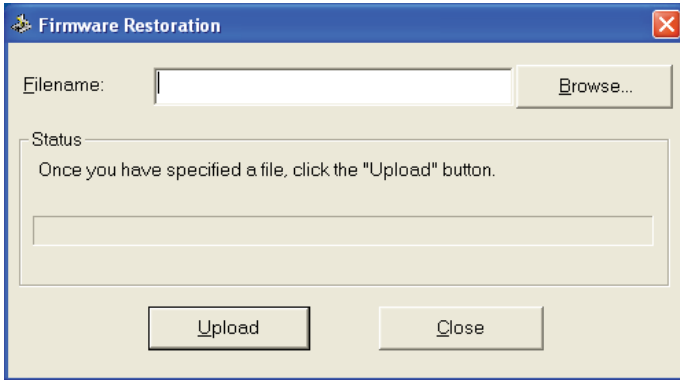 Firmware Restoration
Filename:
Browse...
Status
Once you have specified a file, click the "Upload" button.
Upload
Close